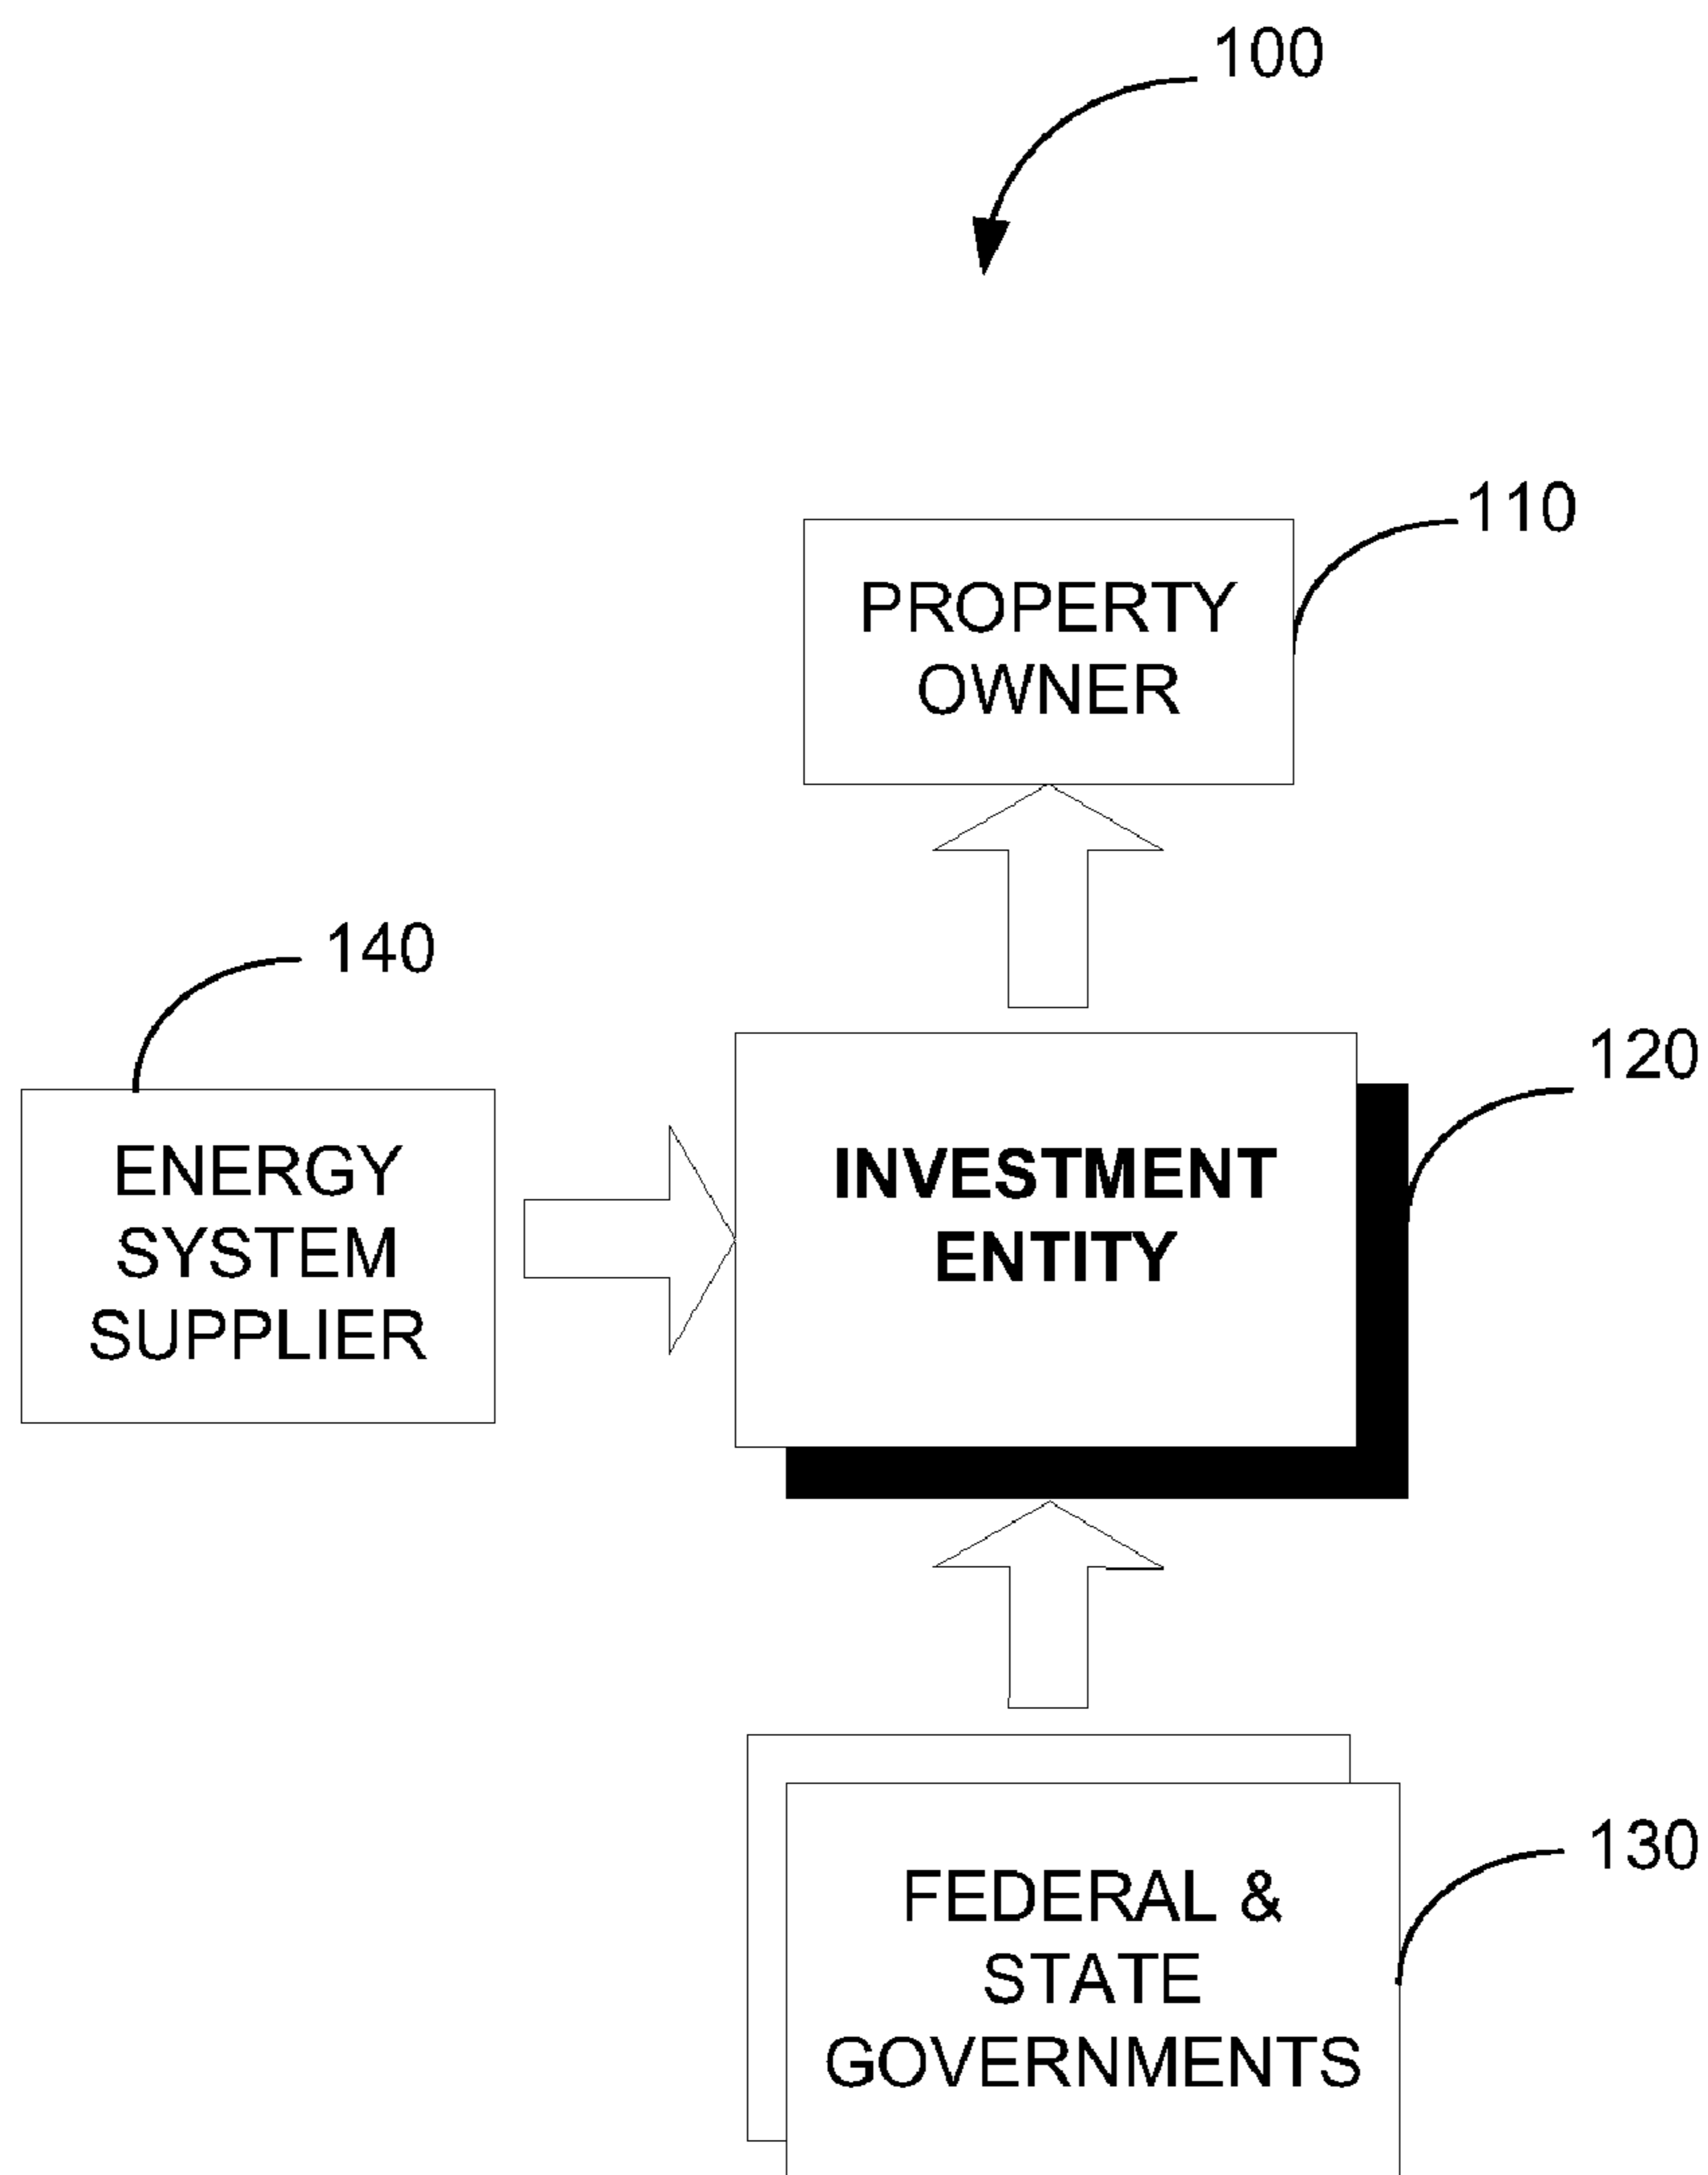 100
110
PROPERTY
OWNER
140
120
ENERGY
SYSTEM
SUPPLIER
INVESTMENT
ENTITY
130
FEDERAL &
STATE
GOVERNMENTS